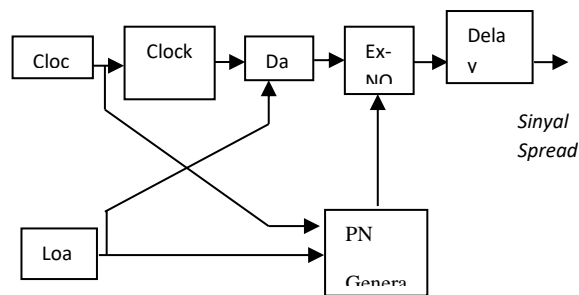 Cloc
Clock
Da
Ex-
NO
Dela
y
Sinyal
Spread
Loa
PN
Genera